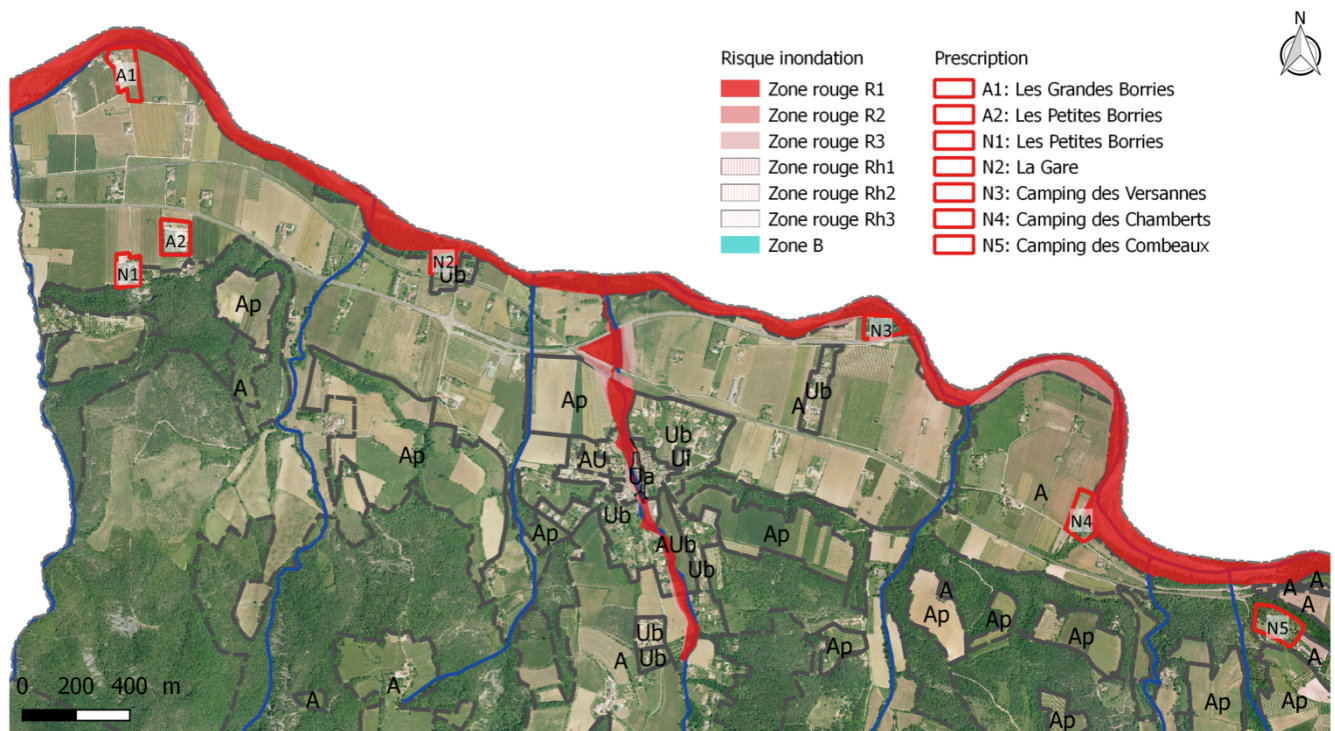 N
Risque inondation
Zone rouge R1
Zone rouge R2
Zone rouge R3
Zone rouge Rh1
Zone rouge Rh2
Zone rouge Rh3
Zone B
Prescription
A1: Les Grandes Borries
A2: Les Petites Borries
N1: Les Petites Borries
N2: La Gare
N3: Camping des Versannes
N4: Camping des Chamberts
N5: Camping des Combeaux
A1
A2
N1
N2
Ub
Ap
N3
A
Ap
A Ub
Ub
Ap
AU
Ui
Ua
A
N4
Ub
Ap
Ap
AUb
Ub
A
A
A
A
Ap
Ap
Ap
N5
Ub
Ub
A
Ap
A
A
A
Ap
Ap
Ap
0 200 400 m